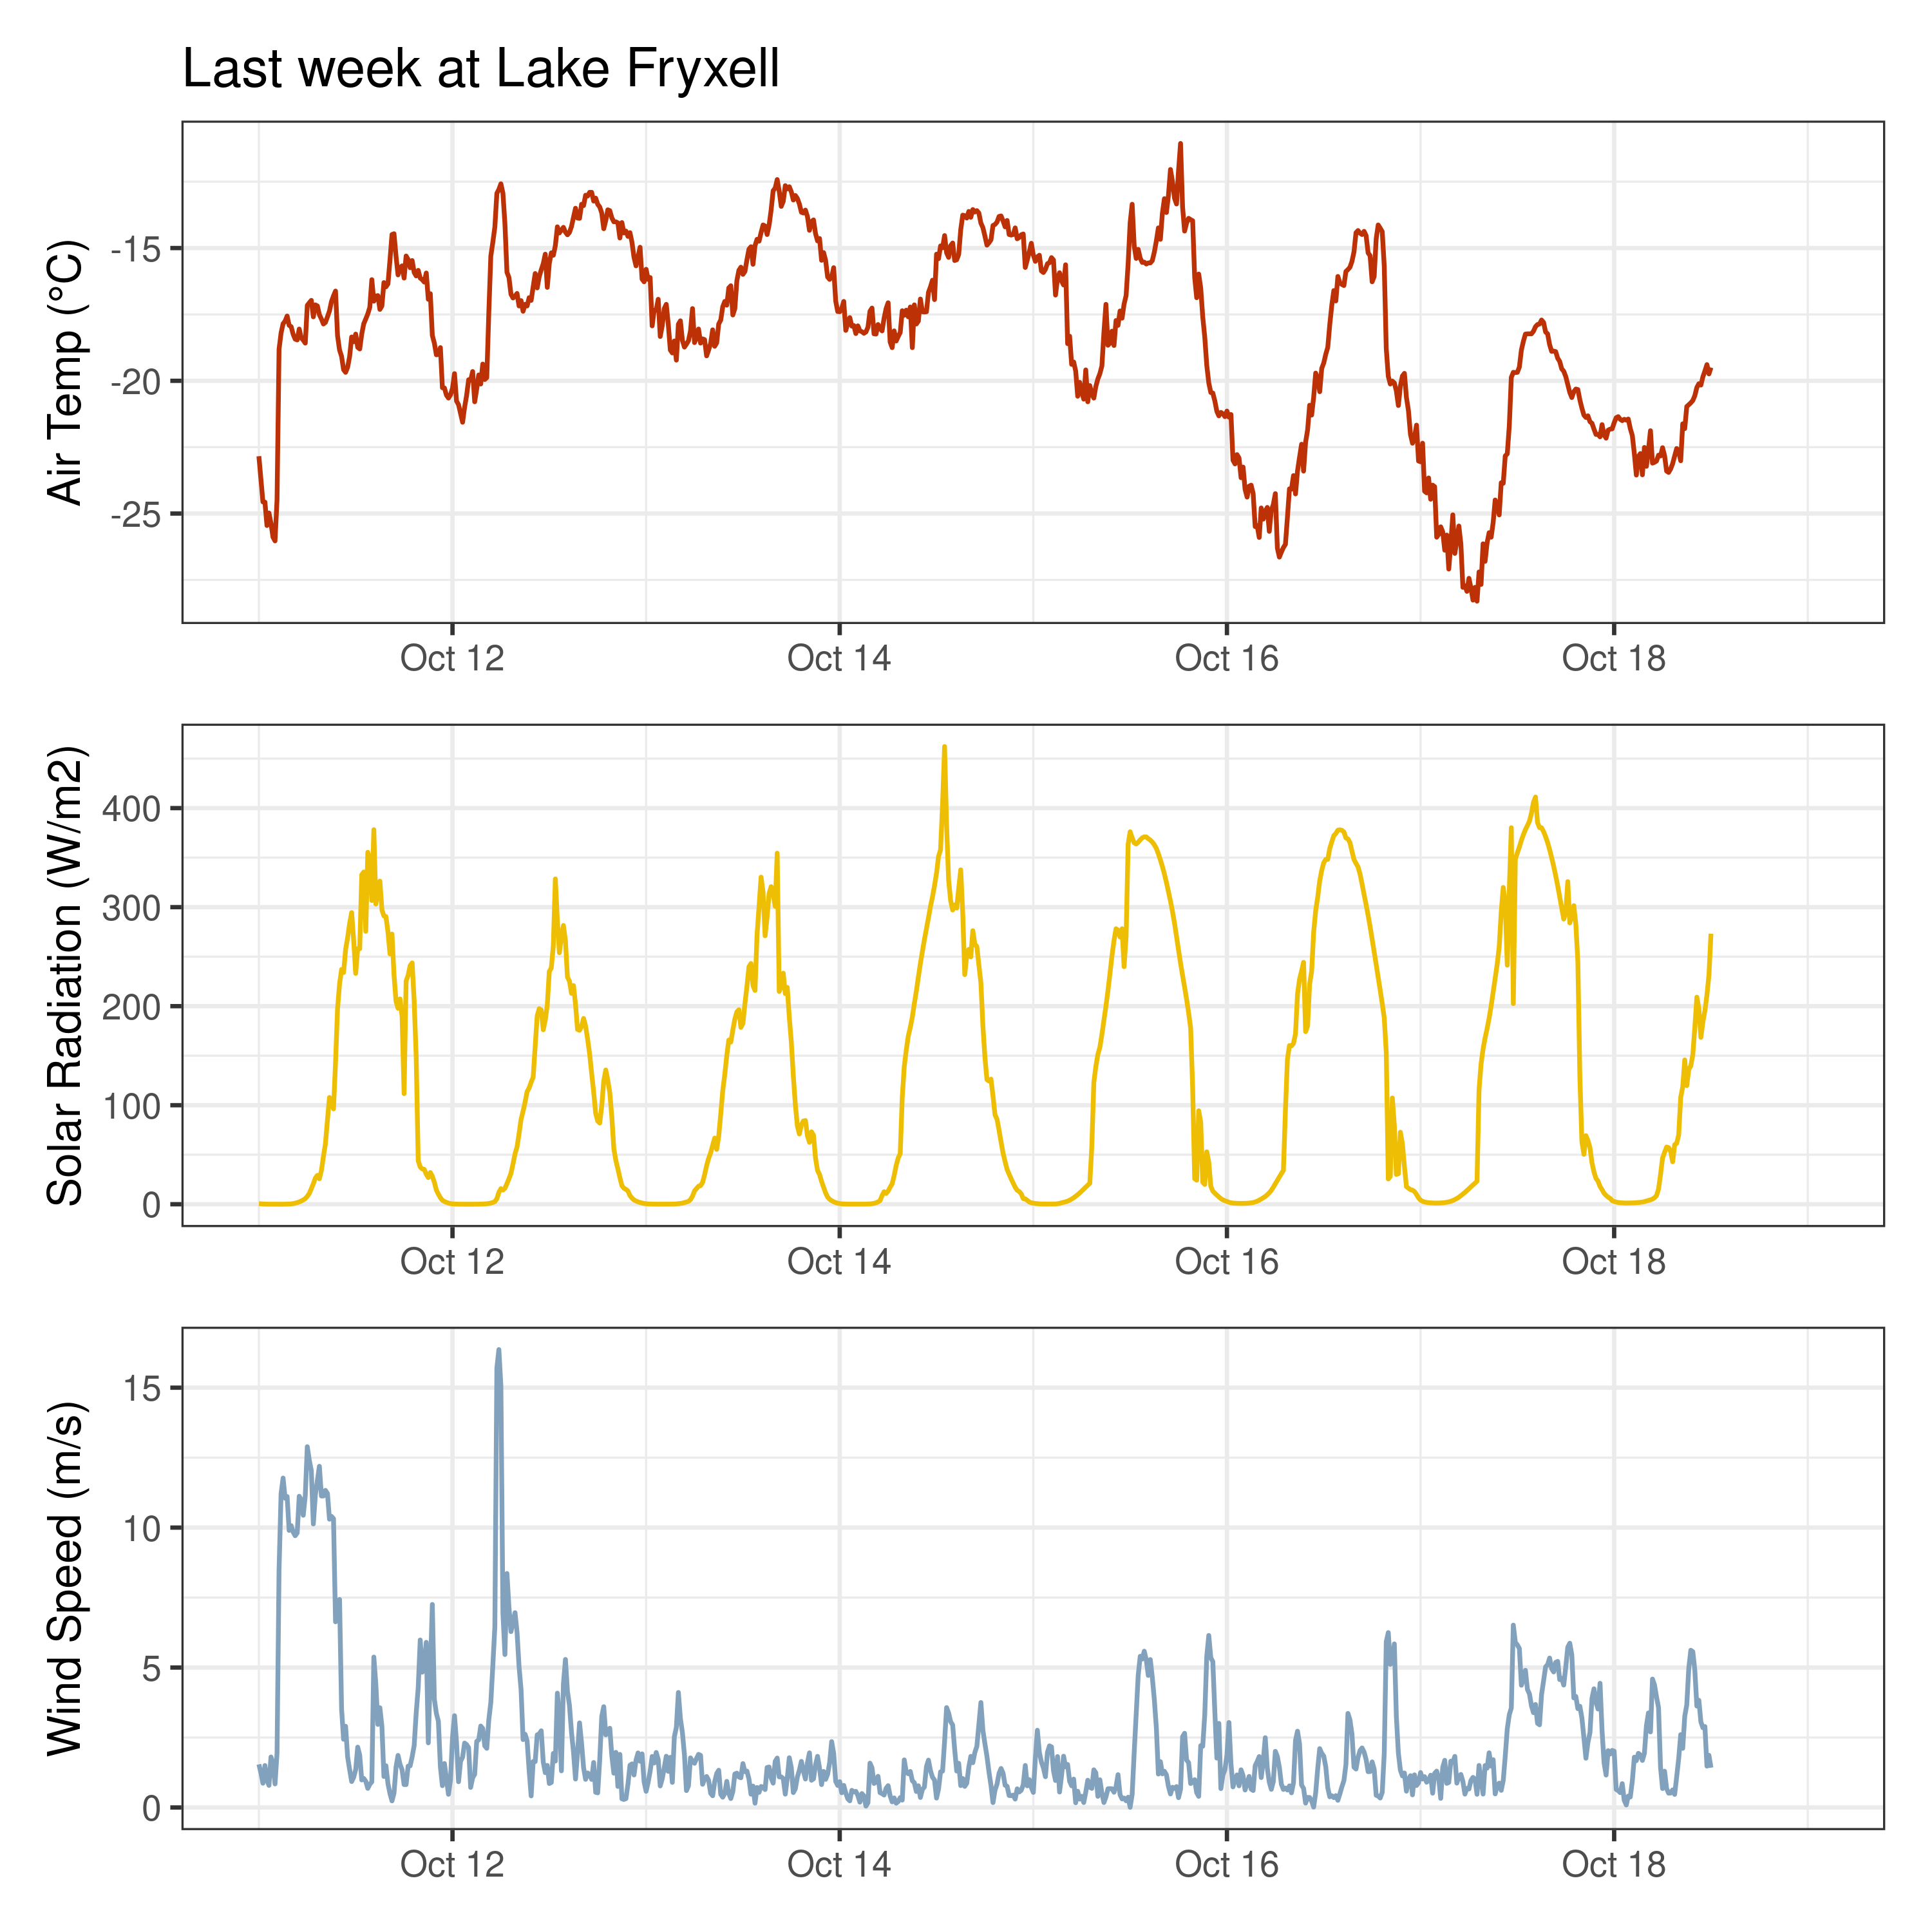 Last week at Lake Fryxell
Air Temp (°C)
-15
-20
-25
Oct 12 Oct 14 Oct 16 Oct 18
Solar Radiation (W/m2)
400
300
200
100
0
Oct 12 Oct 14 Oct 16 Oct 18
Wind Speed (m/s)
15
10
5
0
Oct 12 Oct 14 Oct 16 Oct 18